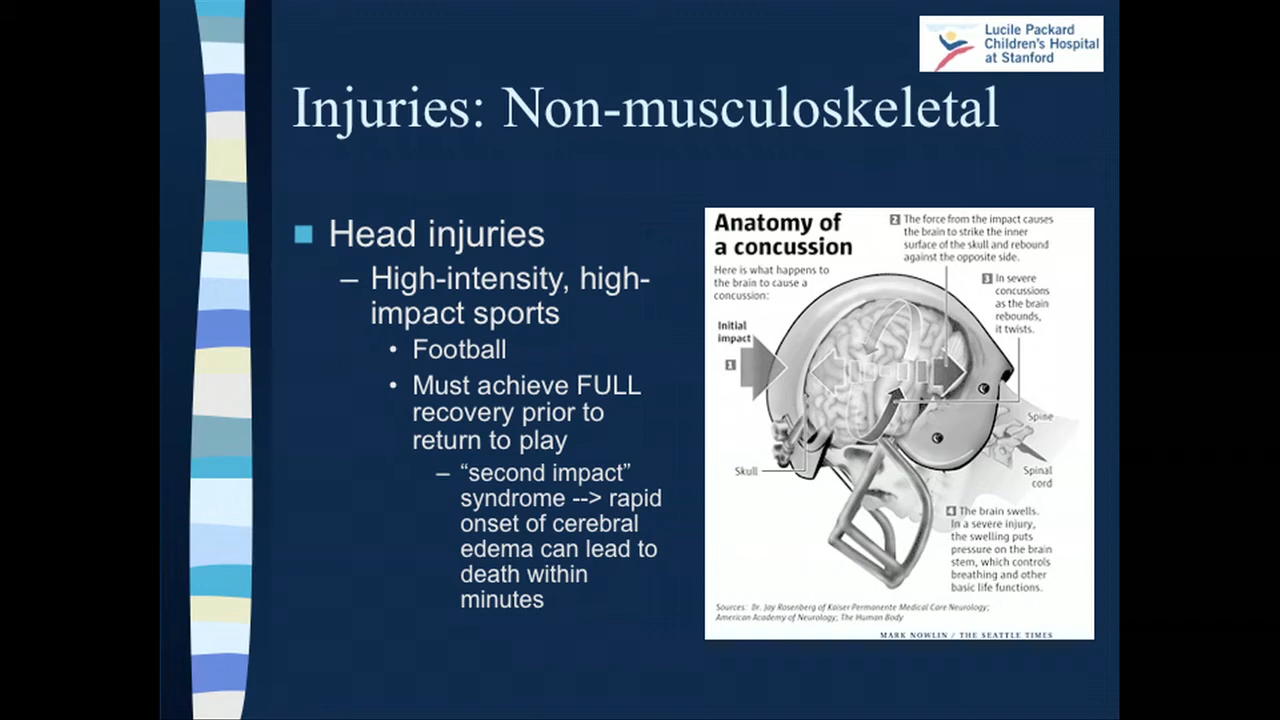 Lucile Packard
Children's Hospital
at Stanford
Injuries: Non-musculoskeletal
Head injuries
– High-intensity, high-
impact sports
• Football
• Must achieve FULL
recovery prior to
return to play
– “second impact”
syndrome --> rapid
onset of cerebral
edema can lead to
death within
minutes
Anatomy of
a concussion
Here is what happens to
the brain to cause a
concussion:
Initial
impact
1
2 The force from the impact causes
the brain to strike the inner
surface of the skull and rebound
against the opposite side.
3 In severe
concussions
as the brain
rebounds,
it twists.
Spine
Skull
Spinal
cord
4 The brain swells.
In a severe injury,
the swelling puts
pressure on the brain
stem, which controls
breathing and other
basic life functions.
Sources: Dr. Jay Rosenberg of Kaiser Permanente Medical Care Neurology;
American Academy of Neurology; The Human Body
MARK NOWLIN / THE SEATTLE TIMES